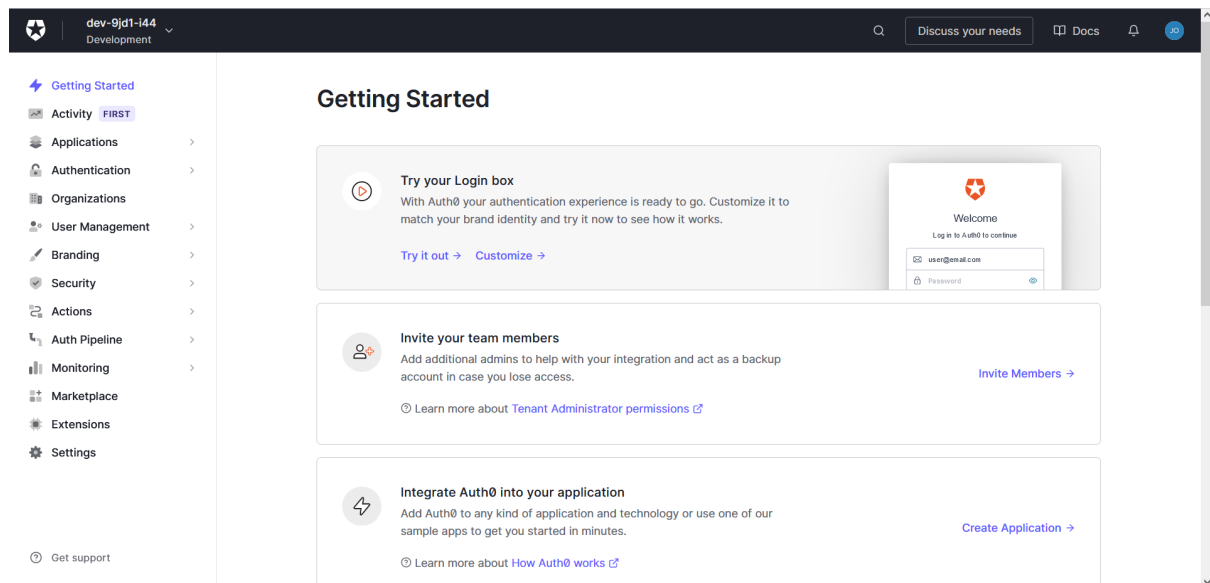 dev-9jd1-i44
Development
Discuss your needs
Docs
JO
Getting Started
Activity FIRST
Applications
Authentication
Organizations
User Management
Branding
Security
Actions
Auth Pipeline
Monitoring
Marketplace
Extensions
Settings
Get support
Getting Started
Try your Login box
With Auth0 your authentication experience is ready to go. Customize it to
match your brand identity and try it now to see how it works.
Try it out → Customize →
Welcome
Log in to Auth0 to continue
user@email.com
Password
Invite your team members
Add additional admins to help with your integration and act as a backup
account in case you lose access.
Invite Members →
Learn more about Tenant Administrator permissions
Integrate Auth0 into your application
Add Auth0 to any kind of application and technology or use one of our
sample apps to get you started in minutes.
Create Application →
Learn more about How Auth0 works